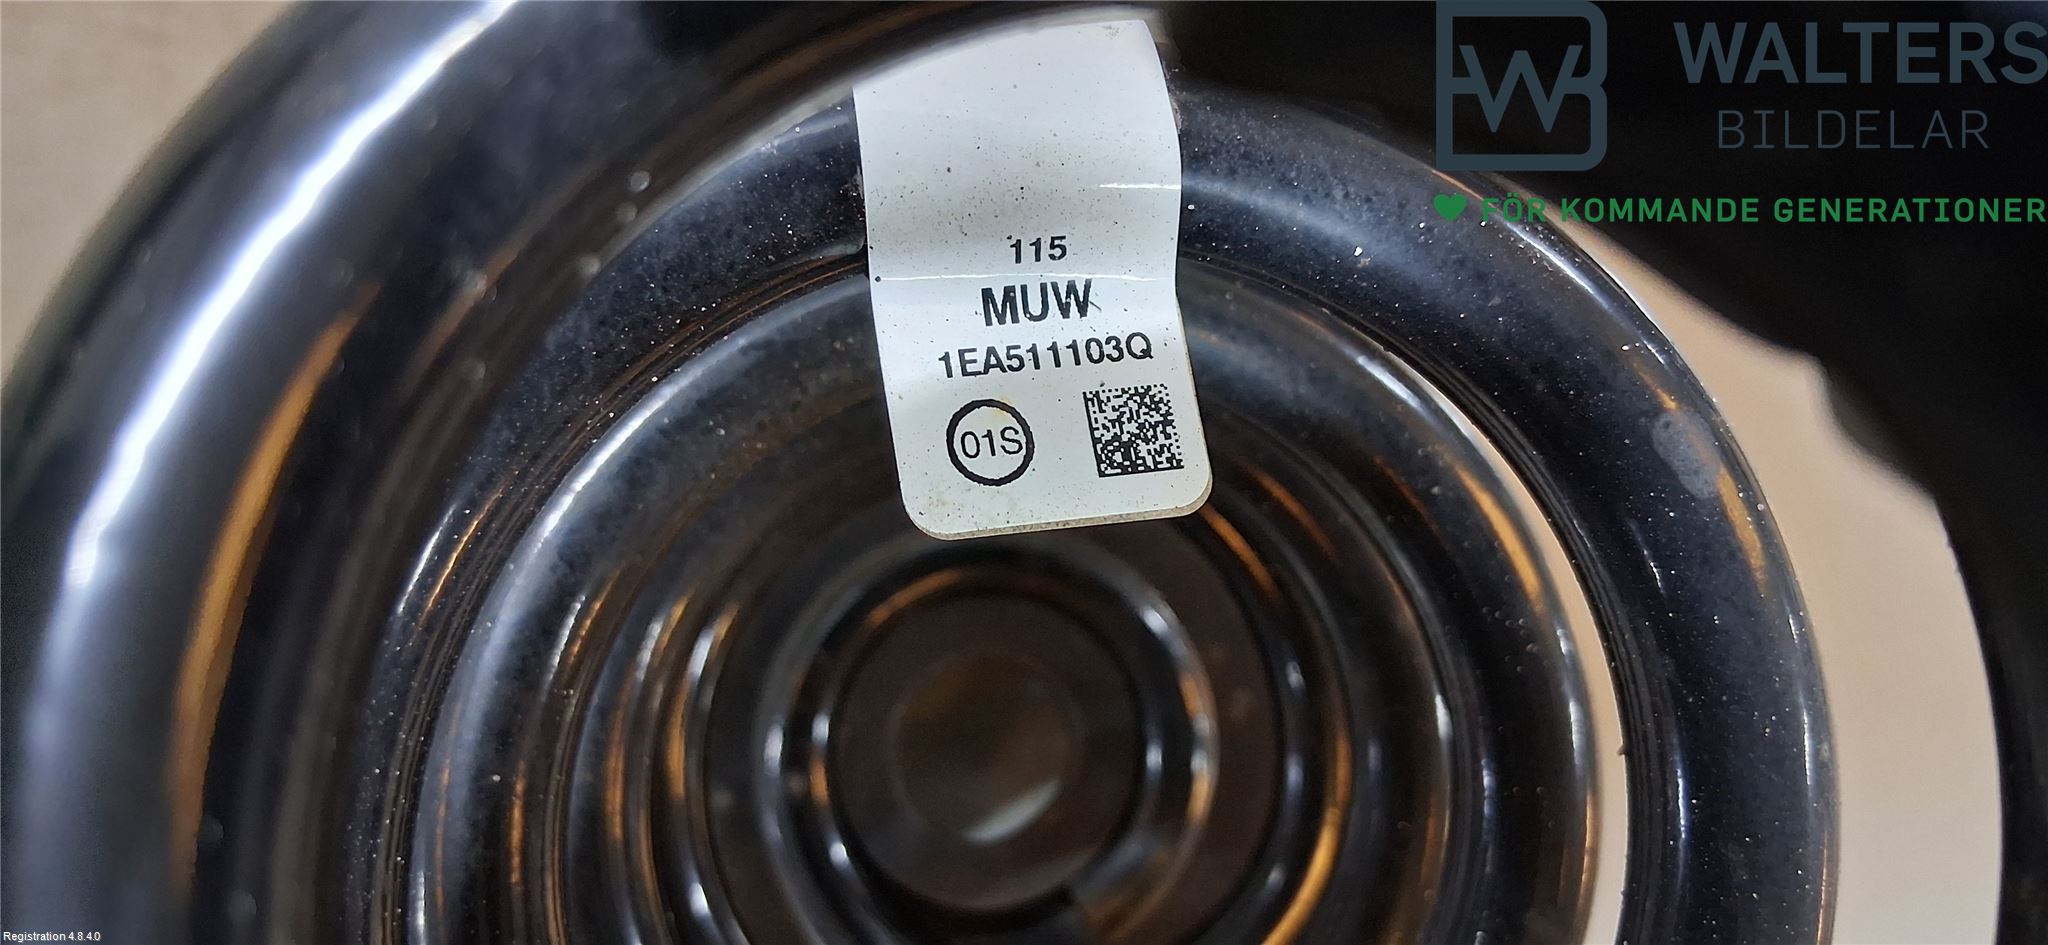 WALTERS
BILDELAR
FÖR KOMMANDE GENERATIONER
115
MUW
1EA511103Q
01S
Registration 4.8.4.0